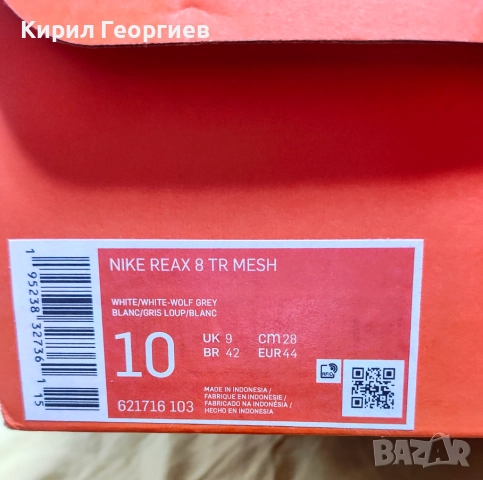 Кирил Георгиев
NIKE REAX 8 TR MESH
WHITE/WHITE-WOLF GREY
BLANC/GRIS LOUP/BLANC
10
UK 9 cm 28
BR 42 EUR 44
621716 103
MADE IN INDONESIA/
FABRIQUE EN INDONESIE/
FABRICADO NA INDONÉSIA/
HECHO EN INDONESIA
RFID
1 95238 32736 1 15
BAZAR